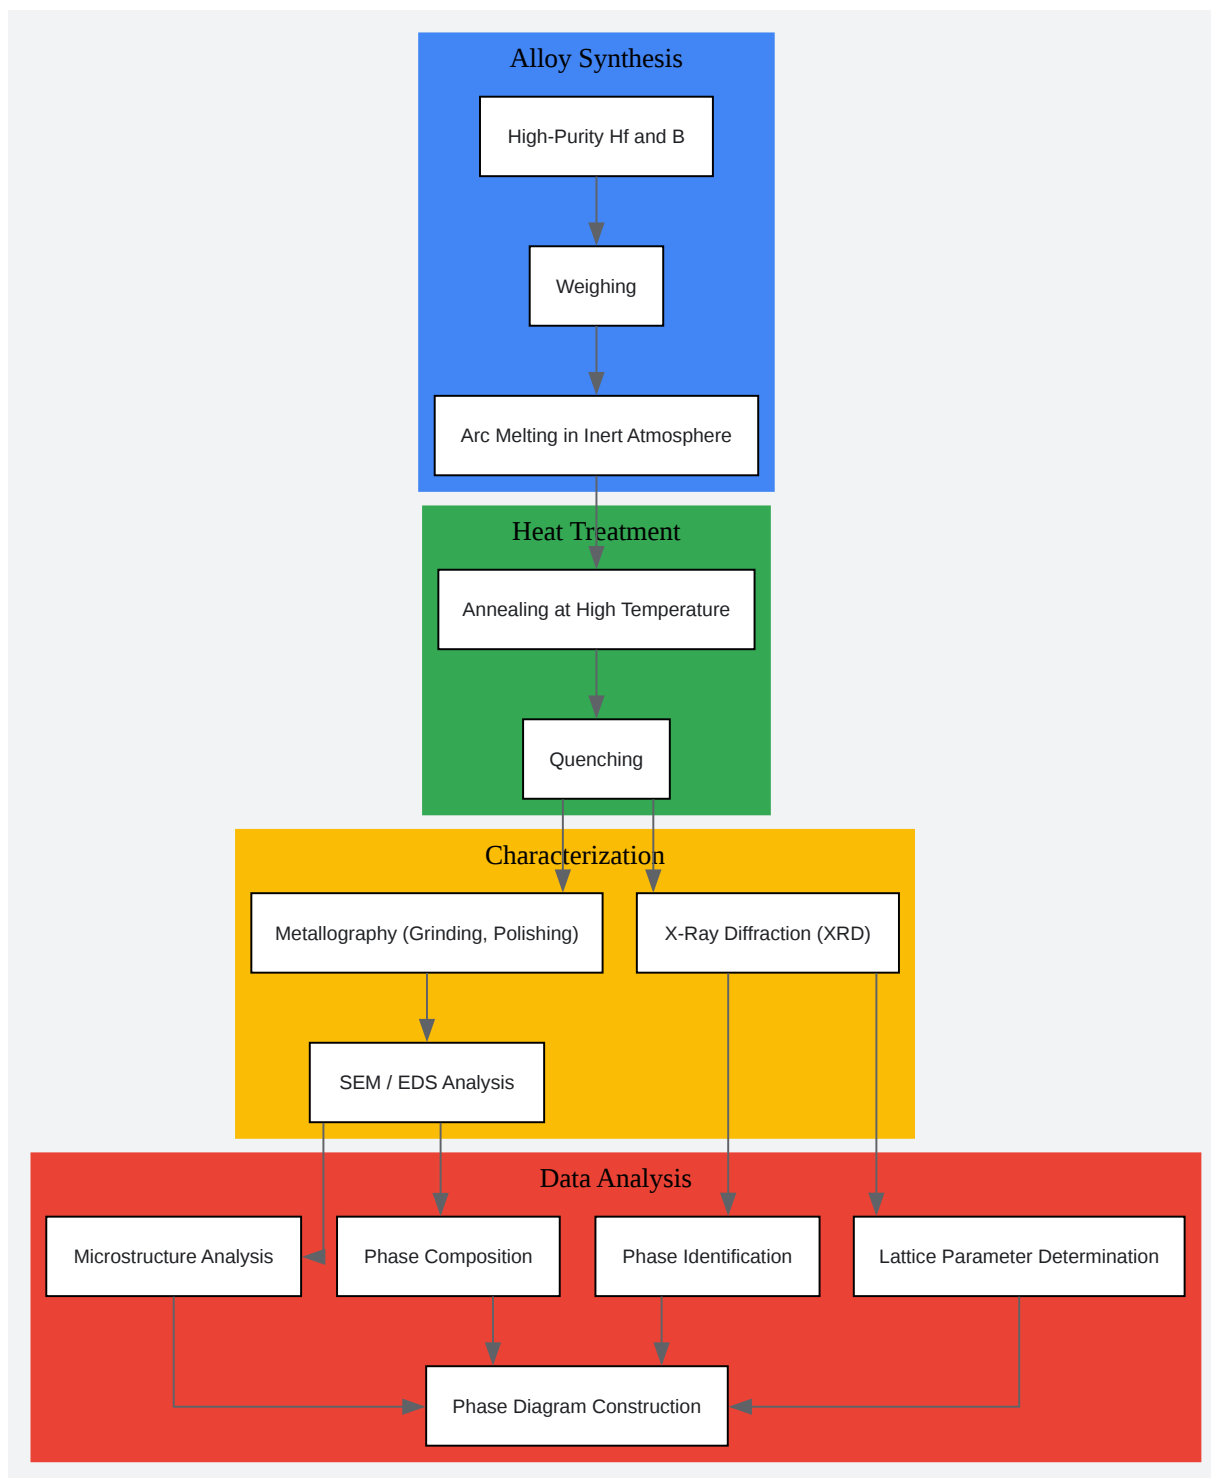 Alloy Synthesis
High-Purity Hf and B
Weighing
Arc Melting in Inert Atmosphere
Heat Treatment
Annealing at High Temperature
Quenching
Characterization
Metallography (Grinding, Polishing)
X-Ray Diffraction (XRD)
SEM / EDS Analysis
Data Analysis
Microstructure Analysis
Phase Composition
Phase Identification
Lattice Parameter Determination
Phase Diagram Construction